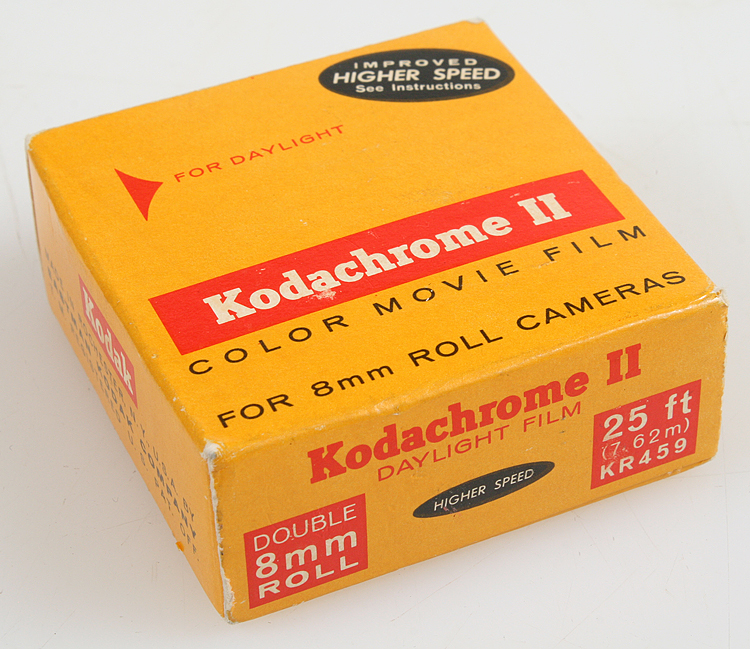 IMPROVED
HIGHER SPEED
See Instructions
FOR DAYLIGHT
Kodachrome II
COLOR MOVIE FILM
FOR 8mm ROLL CAMERAS
Kodachrome II
DAYLIGHT FILM
HIGHER SPEED
25 ft
(7.62m)
KR459
DOUBLE
8mm
ROLL
Kodak